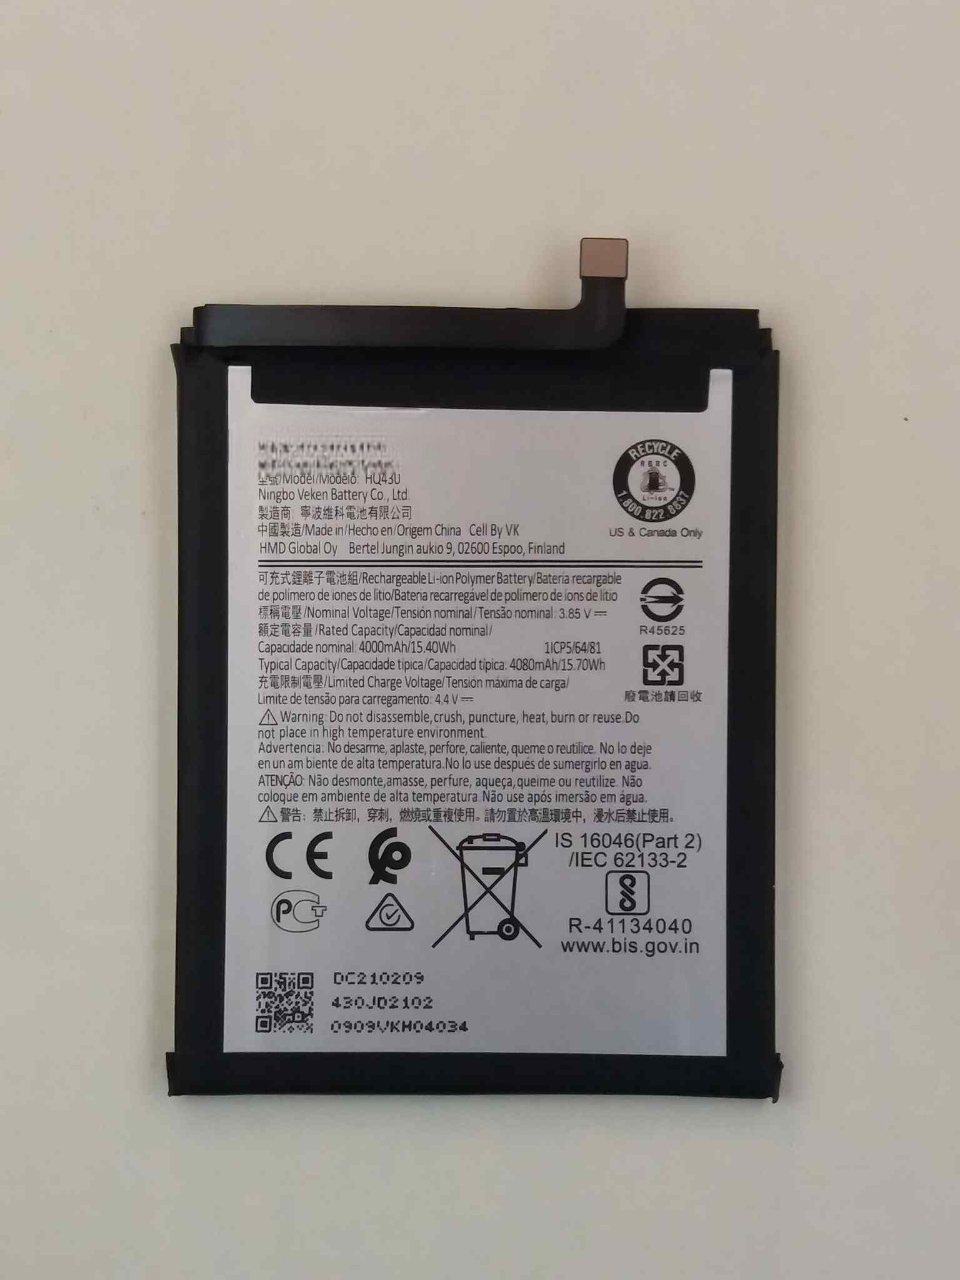 型號/Model/Modelo: HQ430
Ningbo Veken Battery Co., Ltd.
製造商: 寧波維科電池有限公司
中國製造/Made in/Hecho en/Origem China Cell By VK
HMD Global Oy Bertel Jungin aukio 9, 02600 Espoo, Finland
RECYCLE
RBRC
Li-ion
1.800.822.8837
US & Canada Only
可充式鋰離子電池組/Rechargeable Li-ion Polymer Battery/Batería recargable
de polímero de iones de litio/Bateria recarregável de polímero de íons de lítio
標稱電壓/Nominal Voltage/Tensión nominal/Tensão nominal: 3.85 V
額定電容量/Rated Capacity/Capacidad nominal/
Capacidade nominal: 4000mAh/15.40Wh 1ICP5/64/81
Typical Capacity/Capacidade típica/Capacidad típica: 4080mAh/15.70Wh
充電限制電壓/Limited Charge Voltage/Tensión máxima de carga/
Limite de tensão para carregamento: 4.4 V
R45625
廢電池請回收
Warning: Do not disassemble,crush, puncture, heat, burn or reuse.Do
not place in high temperature environment.
Advertencia: No desarme, aplaste, perfore, caliente, queme o reutilice. No lo deje
en un am biente de alta temperatura.No lo use después de sumergirlo en agua.
ATENÇÃO: Não desmonte,amasse, perfure, aqueça,queime ou reutilize. Não
coloque em ambiente de alta temperatura. Não use após imersão em água.
警告: 禁止拆卸, 穿刺, 燃燒或重複使用。請勿置於高溫環境中, 浸水后禁止使用。
CE
PCT
IS 16046(Part 2)
/IEC 62133-2
R-41134040
www.bis.gov.in
DC210209
430JD2102
0909VKH04034